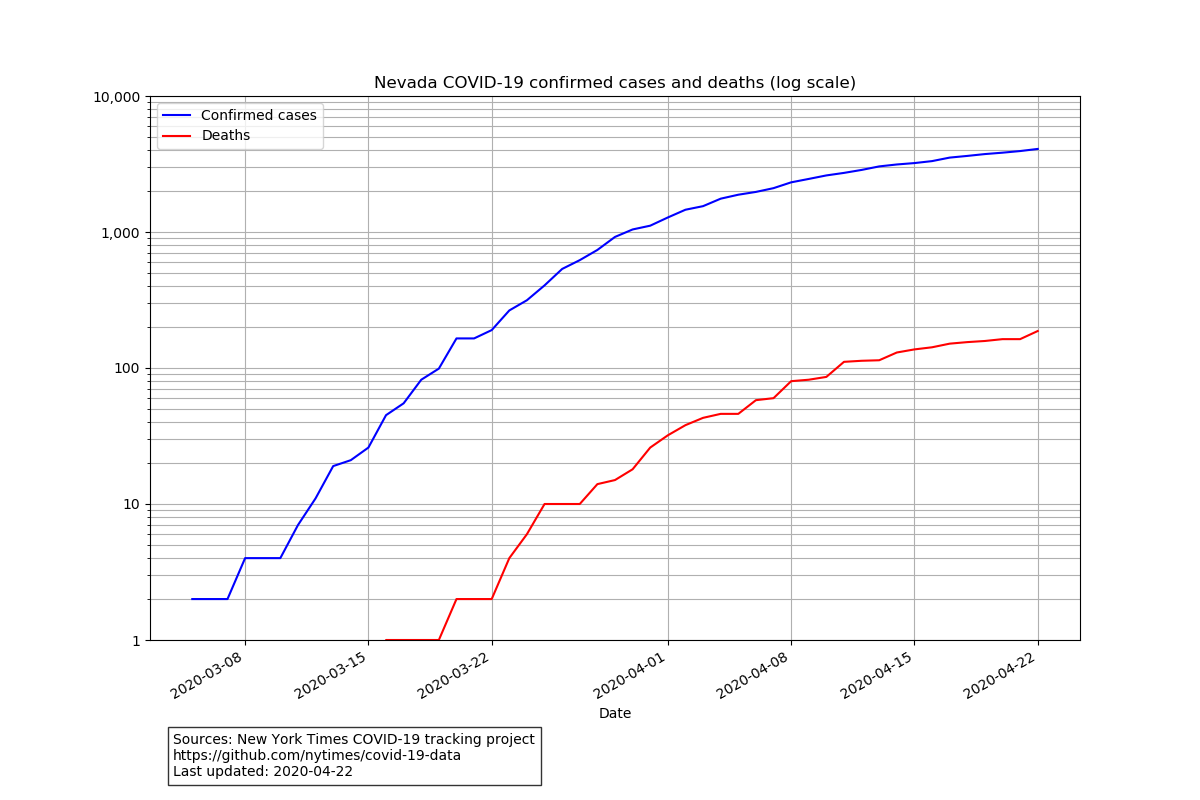 Nevada COVID-19 confirmed cases and deaths (log scale)
10,000
1,000
100
10
1
Confirmed cases
Deaths
2020-03-08
2020-03-15
2020-03-22
2020-04-01
2020-04-08
2020-04-15
2020-04-22
Date
Sources: New York Times COVID-19 tracking project
https://github.com/nytimes/covid-19-data
Last updated: 2020-04-22